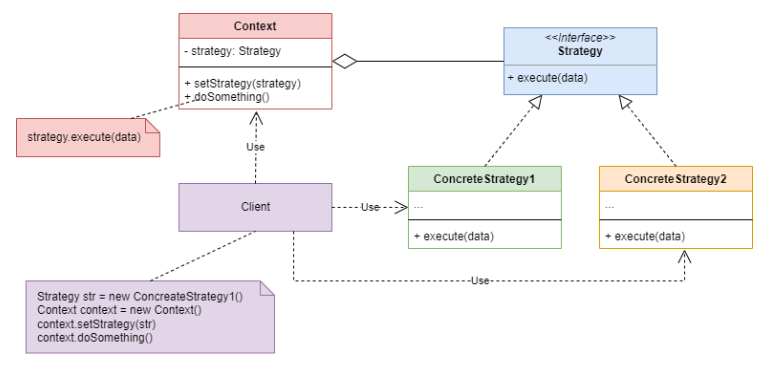 Context
- strategy: Strategy
+ setStrategy(strategy)
+ doSomething()
<<Interface>>
Strategy
+ execute(data)
strategy.execute(data)
Use
ConcreteStrategy1
...
+ execute(data)
ConcreteStrategy2
...
+ execute(data)
Client
Use
Use
Strategy str = new ConcreateStrategy1()
Context context = new Context()
context.setStrategy(str)
context.doSomething()